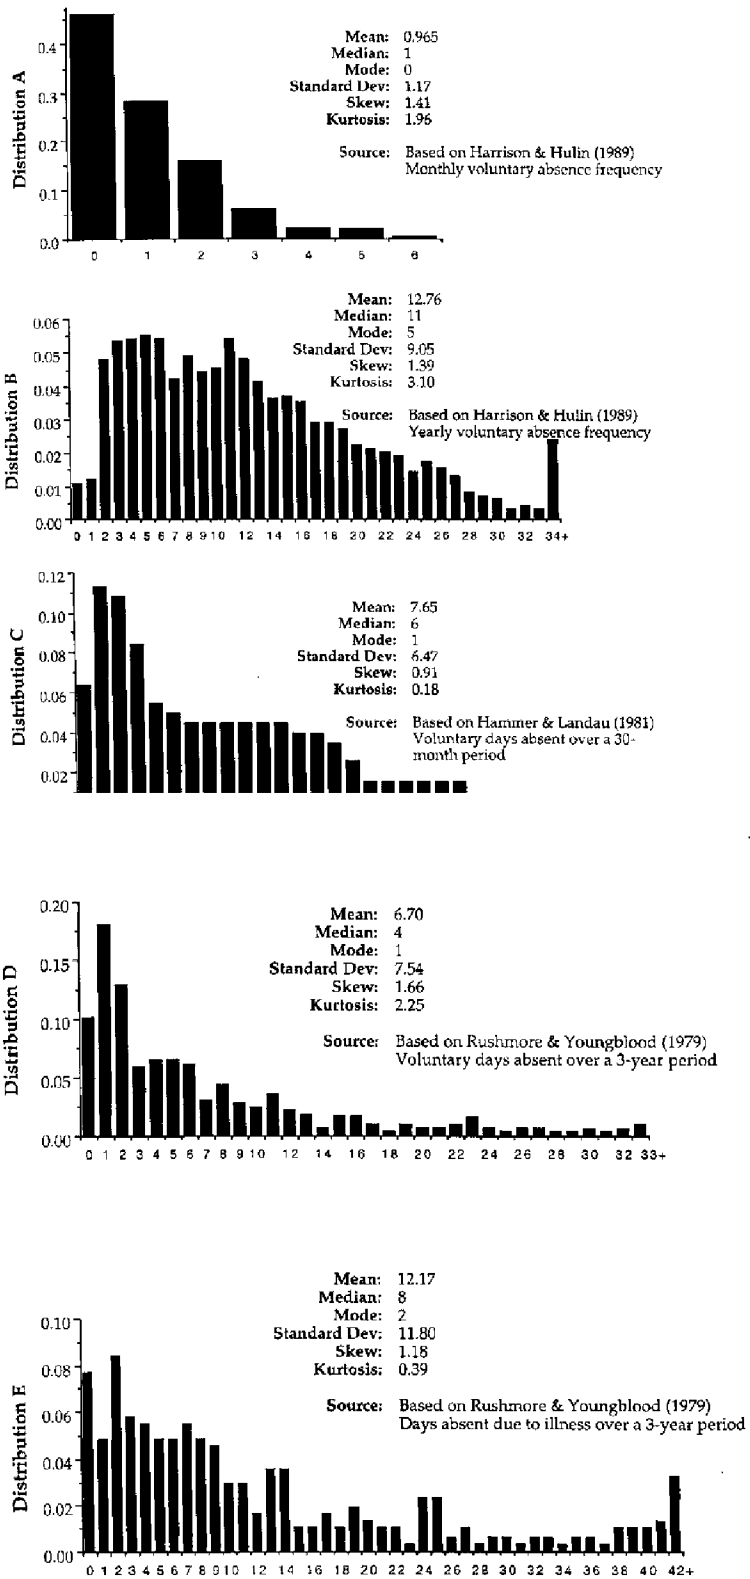 Distribution A
Mean: 0.965
Median: 1
Mode: 0
Standard Dev: 1.17
Skew: 1.41
Kurtosis: 1.96
Source: Based on Harrison & Hulin (1989)
Monthly voluntary absence frequency
0.4
0.3
0.2
0.1
0.0
0 1 2 3 4 5 6
Distribution B
Mean: 12.76
Median: 11
Mode: 5
Standard Dev: 9.05
Skew: 1.39
Kurtosis: 3.10
Source: Based on Harrison & Hulin (1989)
Yearly voluntary absence frequency
0.06
0.05
0.04
0.03
0.02
0.01
0.00
0 1 2 3 4 5 6 7 8 9 10 12 14 16 18 20 22 24 26 28 30 32 34+
Distribution C
Mean: 7.65
Median: 6
Mode: 1
Standard Dev: 6.47
Skew: 0.91
Kurtosis: 0.18
Source: Based on Hammer & Landau (1981)
Voluntary days absent over a 30-
month period
0.12
0.10
0.08
0.06
0.04
0.02
Distribution D
Mean: 6.70
Median: 4
Mode: 1
Standard Dev: 7.54
Skew: 1.66
Kurtosis: 2.25
Source: Based on Rushmore & Youngblood (1979)
Voluntary days absent over a 3-year period
0.20
0.15
0.10
0.05
0.00
0 1 2 3 4 5 6 7 8 9 10 12 14 16 18 20 22 24 26 28 30 32 33+
Distribution E
Mean: 12.17
Median: 8
Mode: 2
Standard Dev: 11.80
Skew: 1.18
Kurtosis: 0.39
Source: Based on Rushmore & Youngblood (1979)
Days absent due to illness over a 3-year period
0.10
0.08
0.06
0.04
0.02
0.00
0 1 2 3 4 5 6 7 8 9 10 12 14 16 18 20 22 24 26 28 30 32 34 36 38 40 42+